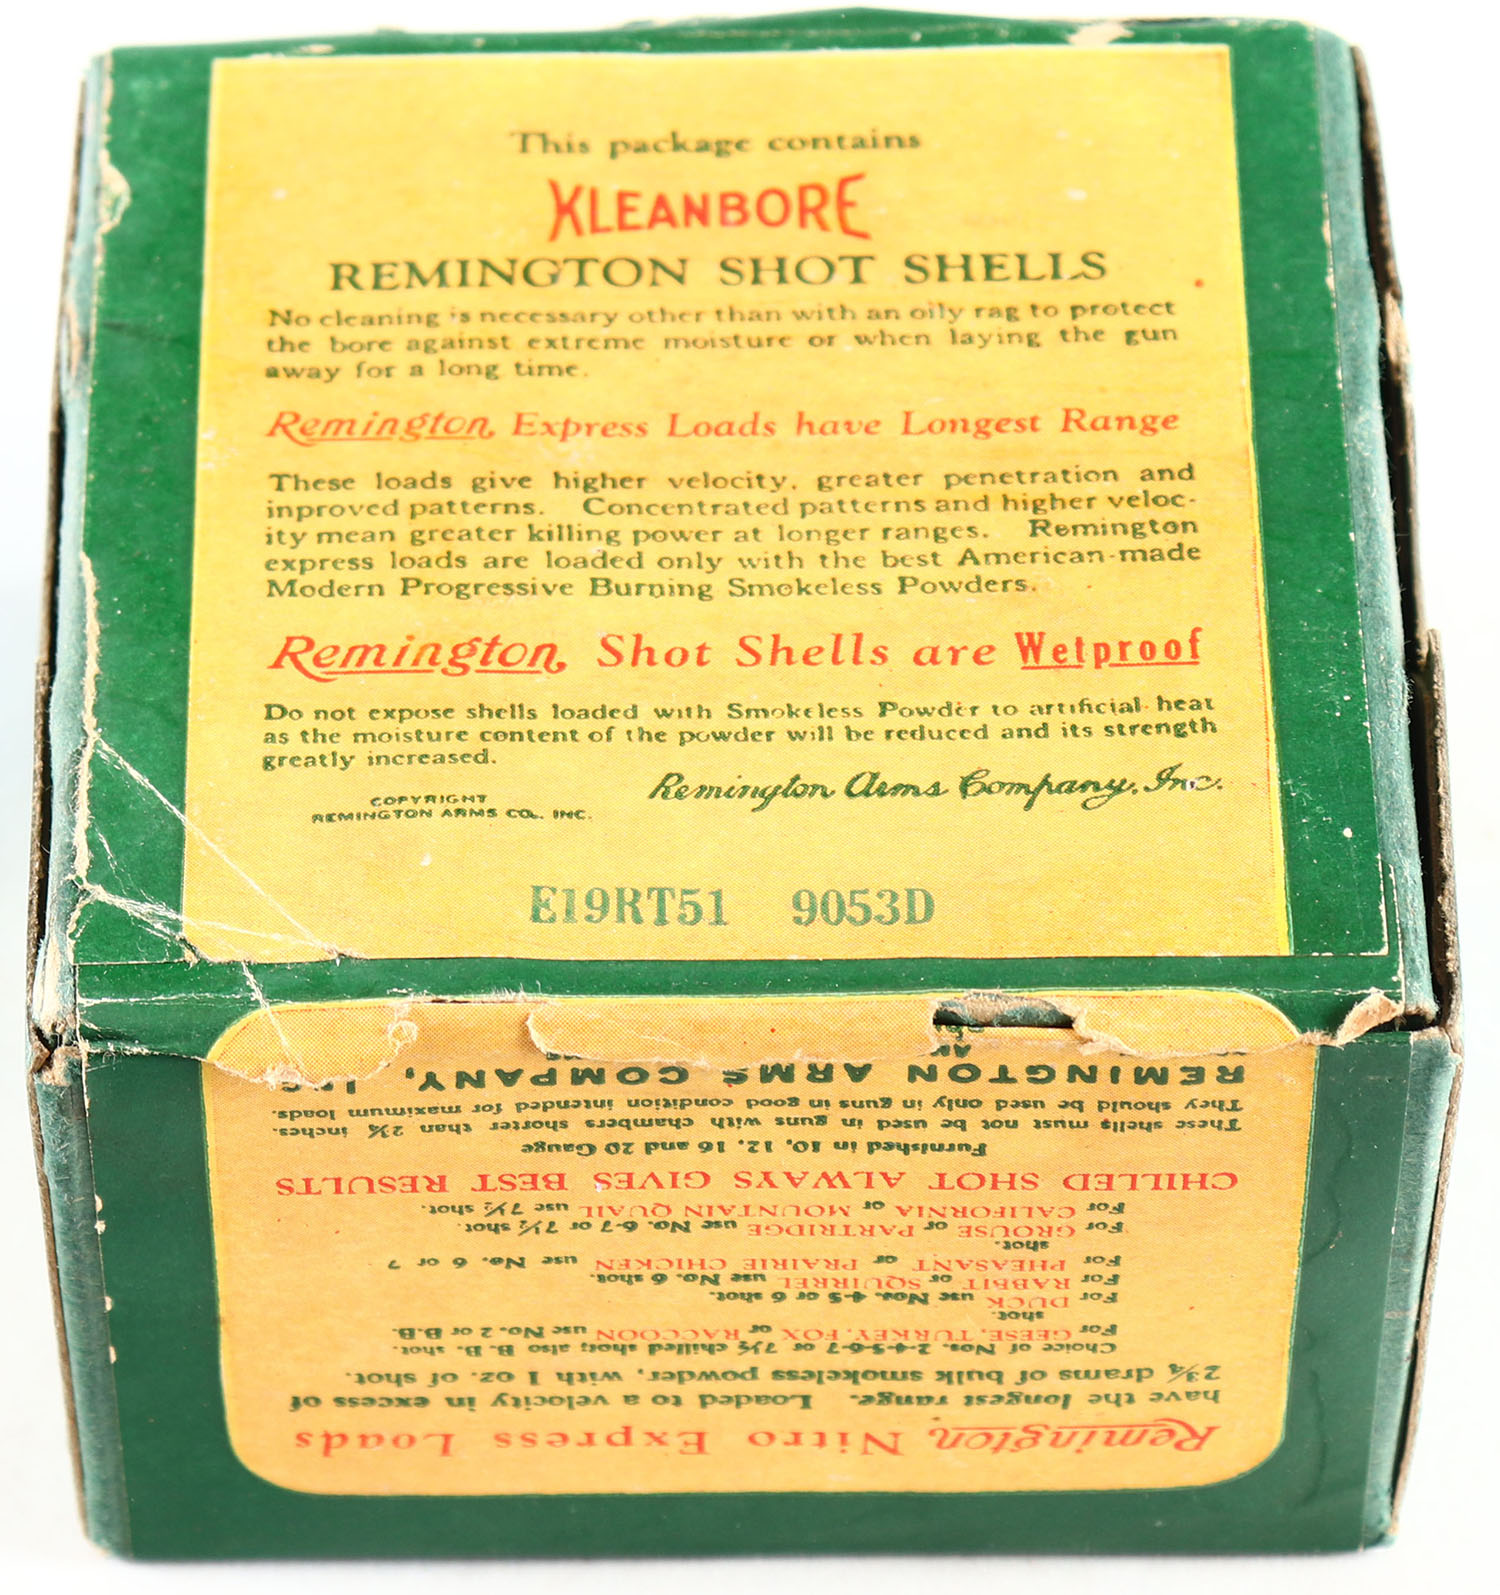 This package contains
KLEANBORE
REMINGTON SHOT SHELLS
No cleaning is necessary other than with an oily rag to protect
the bore against extreme moisture or when laying the gun
away for a long time.
Remington, Express Loads have Longest Range
These loads give higher velocity, greater penetration and
inproved patterns. Concentrated patterns and higher veloc-
ity mean greater killing power at longer ranges. Remington
express loads are loaded only with the best American-made
Modern Progressive Burning Smokeless Powders.
Remington, Shot Shells are Wetproof
Do not expose shells loaded with Smokeless Powder to artificial heat
as the moisture content of the powder will be reduced and its strength
greatly increased.
Remington Arms Company, Inc.
COPYRIGHT
REMINGTON ARMS CO., INC.
E19RT51 9053D
Remington, Nitro Express Loads
have the longest range. Loaded to a velocity in excess of
2¾ drams of bulk smokeless powder, with 1 oz. of shot.
Choice of Nos. 2-4-5-6-7 or 7½ chilled shot; also B. B. shot.
For GEESE, TURKEY, FOX or RACCOON use No. 2 or B.B.
shot.
For DUCK use Nos. 4-5 or 6 shot.
For RABBIT or SQUIRREL use No. 6 shot.
For PHEASANT or PRAIRIE CHICKEN use No. 6 or 7
shot.
For GROUSE or PARTRIDGE use No. 6-7 or 7½ shot.
For CALIFORNIA or MOUNTAIN QUAIL use 7½ shot.
CHILLED SHOT ALWAYS GIVES BEST RESULTS
Furnished in 10, 12, 16 and 20 Gauge
These shells must not be used in guns with chambers shorter than 2¾ inches.
They should be used only in guns in good condition intended for maximum loads.
REMINGTON ARMS COMPANY, INC.